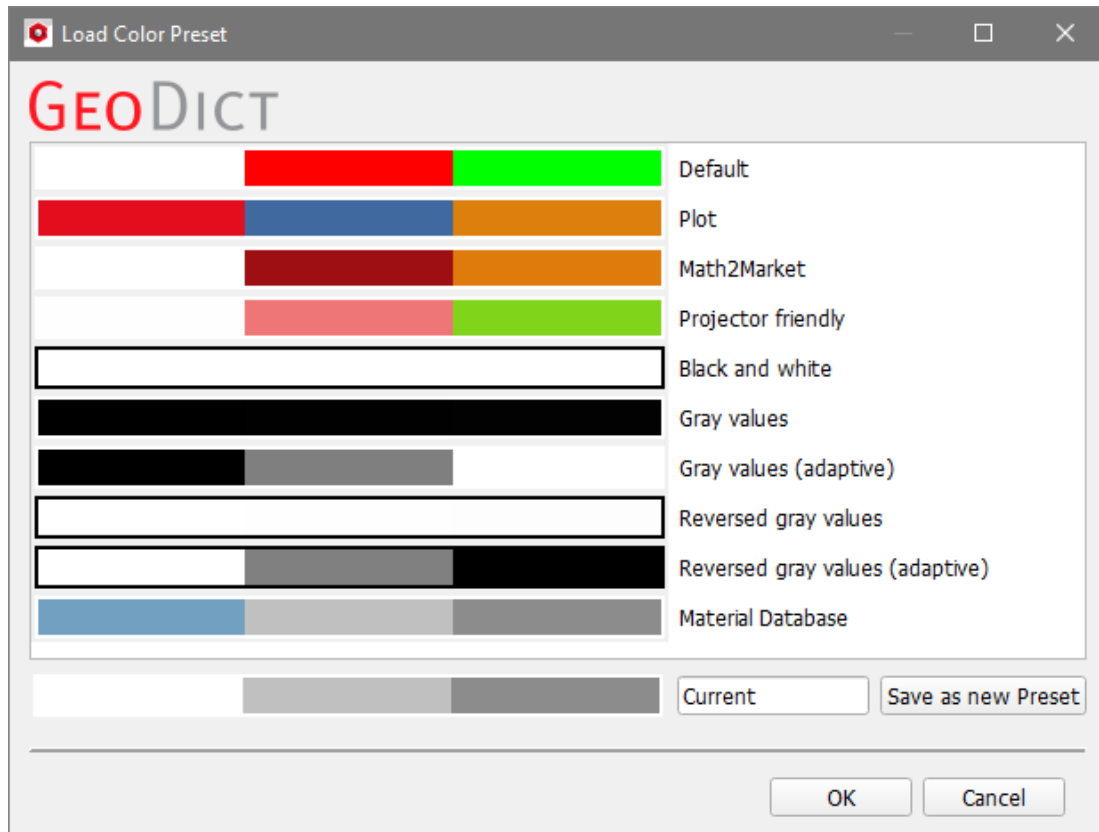 Load Color Preset
GEODICT
Default
Plot
Math2Market
Projector friendly
Black and white
Gray values
Gray values (adaptive)
Reversed gray values
Reversed gray values (adaptive)
Material Database
Current
Save as new Preset
OK
Cancel